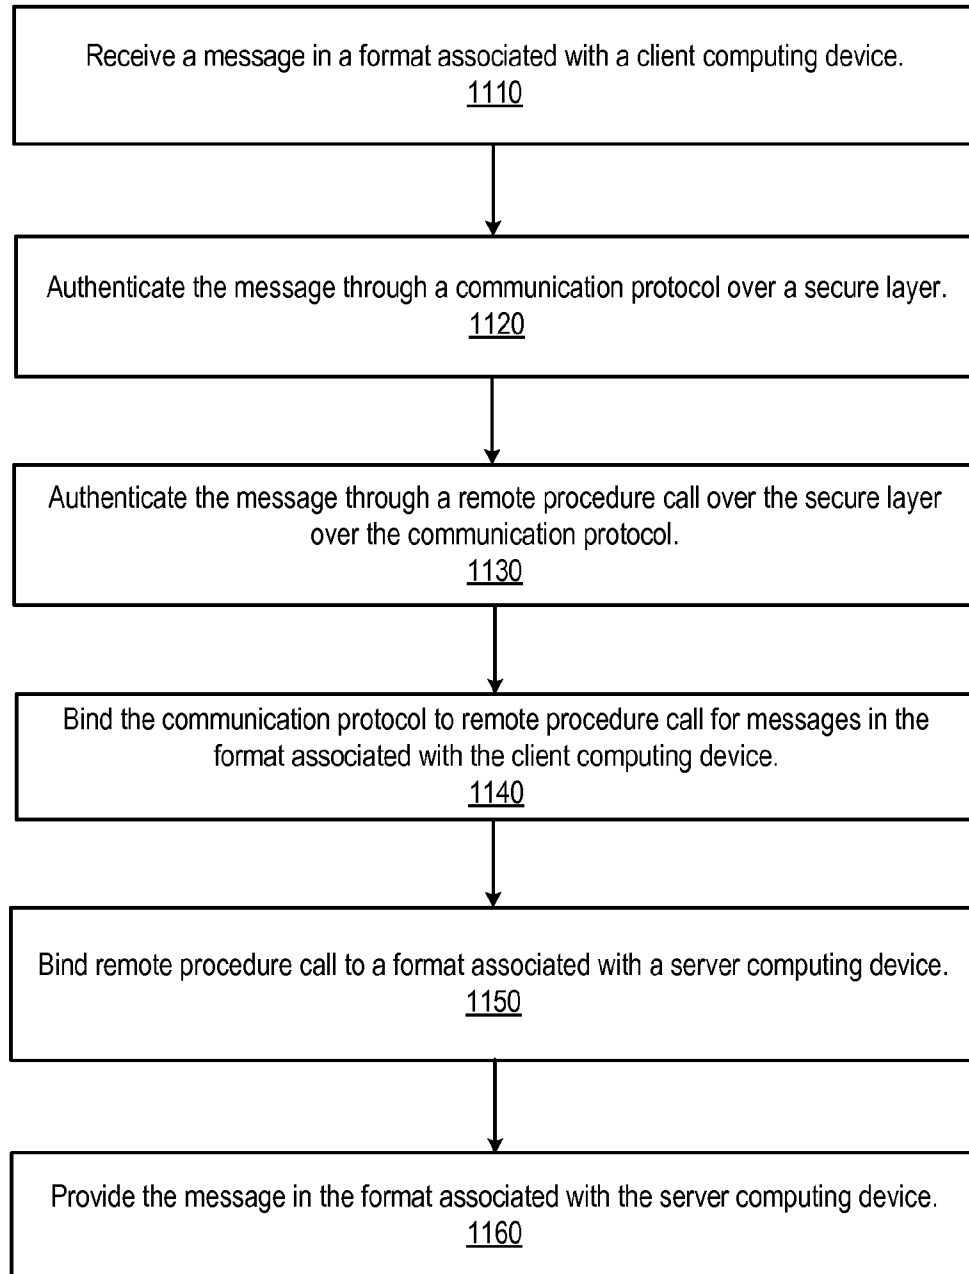 Receive a message in a format associated with a client computing device.
1110
Authenticate the message through a communication protocol over a secure layer.
1120
Authenticate the message through a remote procedure call over the secure layer
over the communication protocol.
1130
Bind the communication protocol to remote procedure call for messages in the
format associated with the client computing device.
1140
Bind remote procedure call to a format associated with a server computing device.
1150
Provide the message in the format associated with the server computing device.
1160